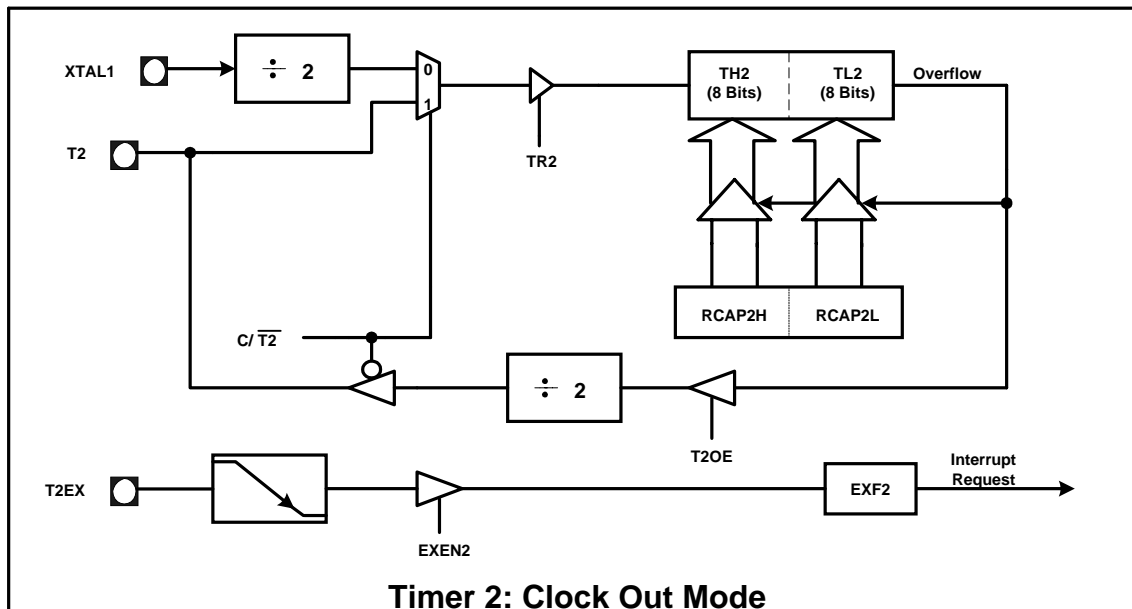 XTAL1
÷ 2
0
1
T2
TR2
TH2
(8 Bits)
TL2
(8 Bits)
Overflow
RCAP2H
RCAP2L
C/ T̅2̅
÷ 2
T2OE
T2EX
EXEN2
EXF2
Interrupt
Request
Timer 2: Clock Out Mode